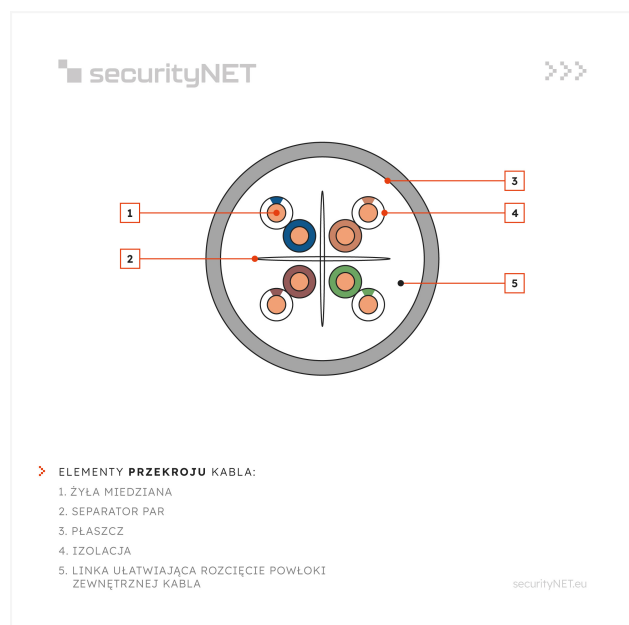 securityNET
3
1
4
2
5
ELEMENTY PRZEKROJU KABLA:
1. ŻYŁA MIEDZIANA
2. SEPARATOR PAR
3. PŁASZCZ
4. IZOLACJA
5. LINKA UŁATWIAJĄCA ROZCIĘCIE POWŁOKI
ZEWNĘTRZNEJ KABLA
securityNET.eu